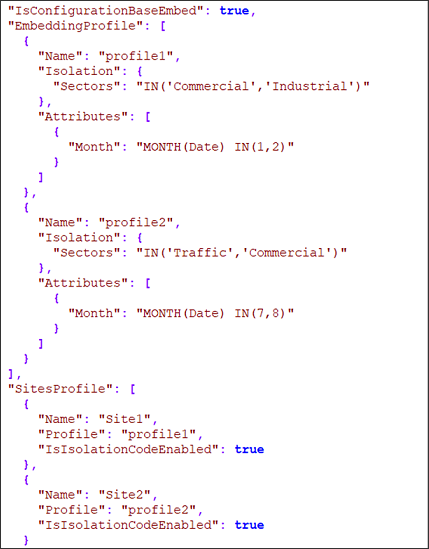 "IsConfigurationBaseEmbed": true,
"EmbeddingProfile": [
{
"Name": "profile1",
"Isolation": {
"Sectors": "IN('Commercial','Industrial')"
},
"Attributes": [
{
"Month": "MONTH(Date) IN(1,2)"
}
]
},
{
"Name": "profile2",
"Isolation": {
"Sectors": "IN('Traffic','Commercial')"
},
"Attributes": [
{
"Month": "MONTH(Date) IN(7,8)"
}
]
}
],
"SitesProfile": [
{
"Name": "Site1",
"Profile": "profile1",
"IsIsolationCodeEnabled": true
},
{
"Name": "Site2",
"Profile": "profile2",
"IsIsolationCodeEnabled": true
}